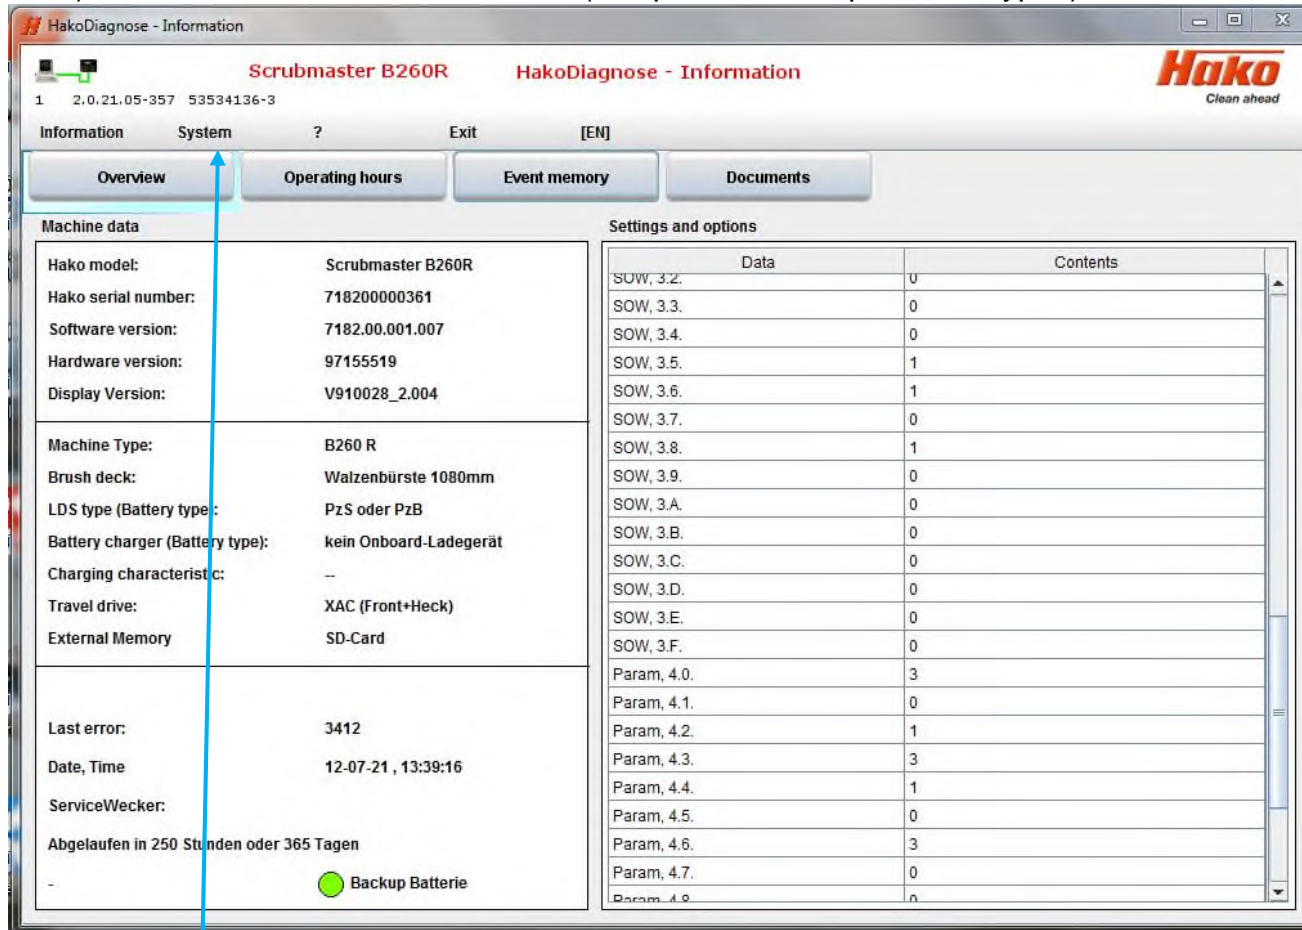 HakoDiagnose - Information
Scrubmaster B260R HakoDiagnose - Information
Hako
Clean ahead
1 2.0.21.05-357 53534136-3
Information System ? Exit [EN]
Overview Operating hours Event memory Documents
Machine data
Hako model: Scrubmaster B260R
Hako serial number: 718200000361
Software version: 7182.00.001.007
Hardware version: 97155519
Display Version: V910028_2.004
Machine Type: B260 R
Brush deck: Walzenbürste 1080mm
LDS type (Battery type): PzS oder PzB
Battery charger (Battery type): kein Onboard-Ladegerät
Charging characteristic: --
Travel drive: XAC (Front+Heck)
External Memory SD-Card
Last error: 3412
Date, Time 12-07-21 , 13:39:16
ServiceWecker:
Abgelaufen in 250 Stunden oder 365 Tagen
- Backup Batterie
Settings and options
Data Contents
SOW, 3.2. 0
SOW, 3.3. 0
SOW, 3.4. 0
SOW, 3.5. 1
SOW, 3.6. 1
SOW, 3.7. 0
SOW, 3.8. 1
SOW, 3.9. 0
SOW, 3.A. 0
SOW, 3.B. 0
SOW, 3.C. 0
SOW, 3.D. 0
SOW, 3.E. 0
SOW, 3.F. 0
Param, 4.0. 3
Param, 4.1. 0
Param, 4.2. 1
Param, 4.3. 3
Param, 4.4. 1
Param, 4.5. 0
Param, 4.6. 3
Param, 4.7. 0
Param, 4.8. 0